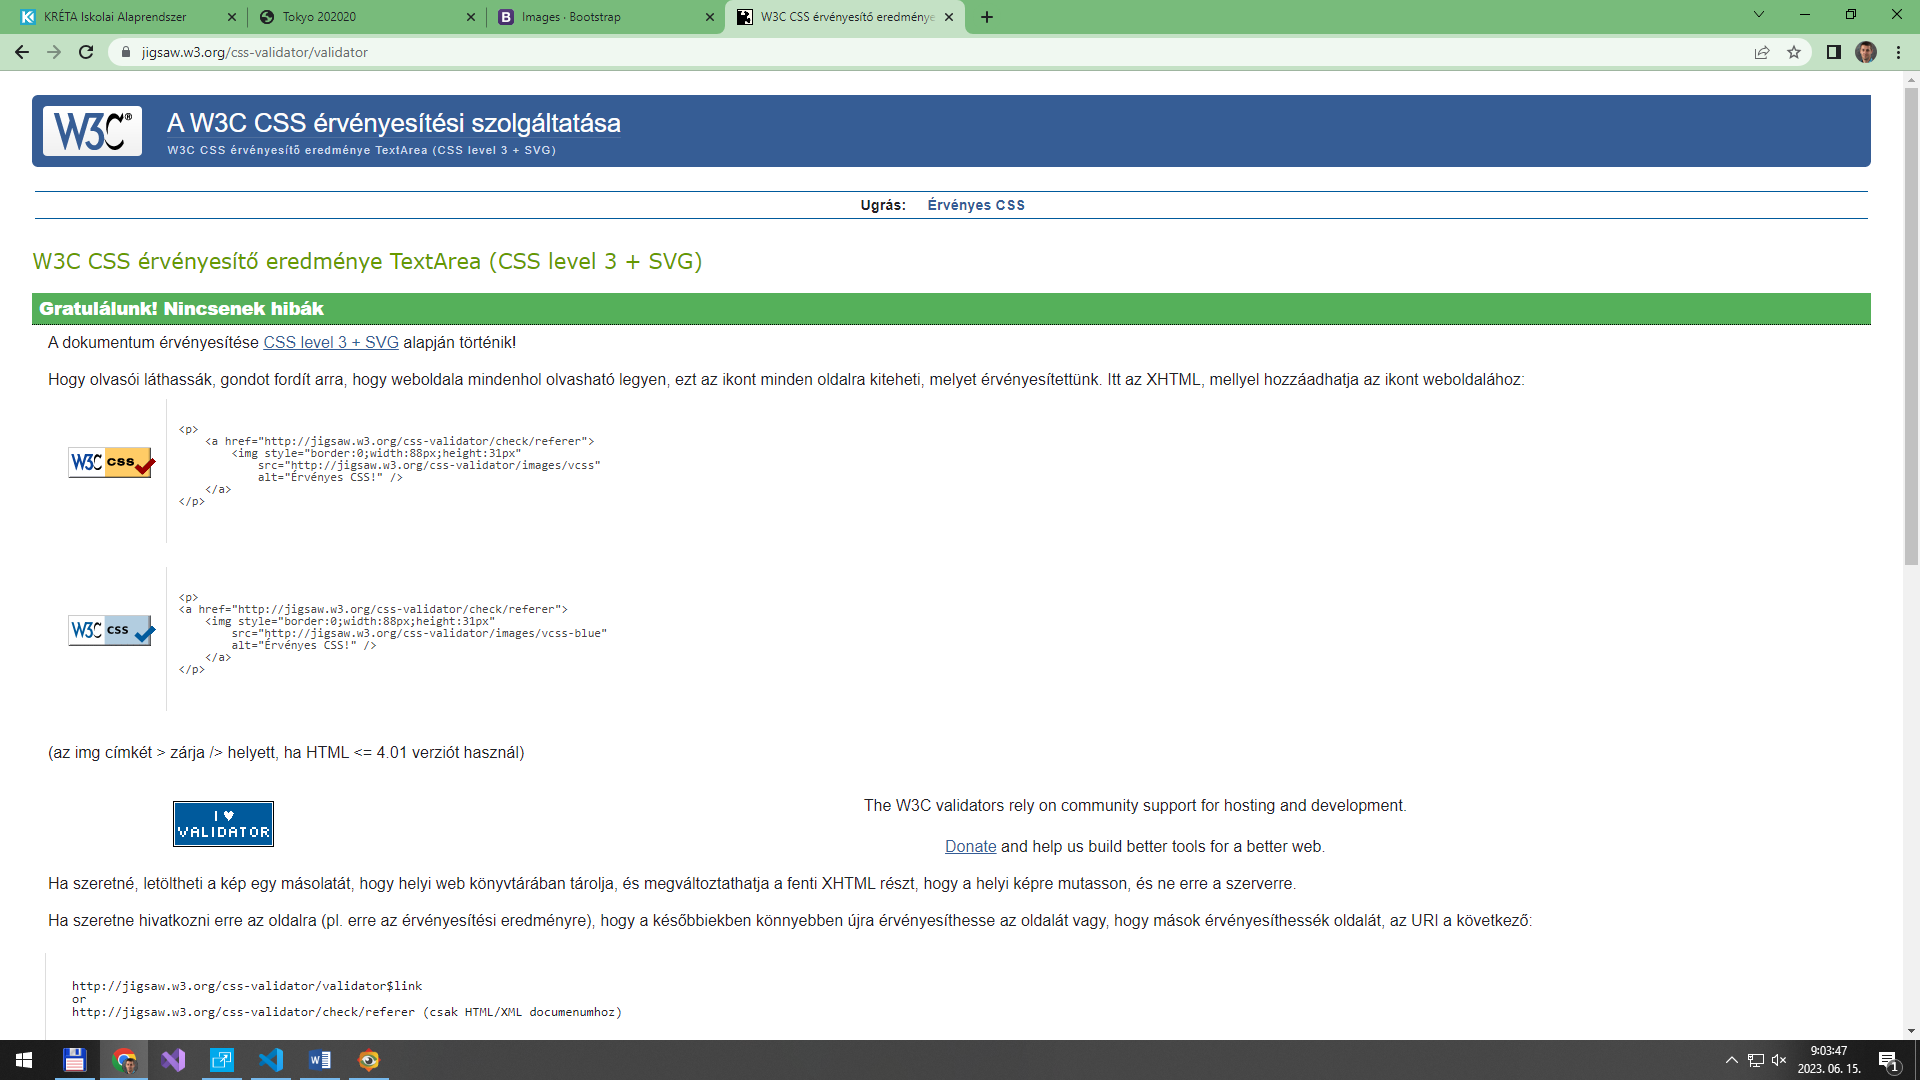 KRÉTA Iskolai Alaprendszer
Tokyo 202020
Images · Bootstrap
W3C CSS érvényesítő eredménye
jigsaw.w3.org/css-validator/validator
W3C®
A W3C CSS érvényesítési szolgáltatása
W3C CSS érvényesítő eredménye TextArea (CSS level 3 + SVG)
Ugrás: Érvényes CSS
W3C CSS érvényesítő eredménye TextArea (CSS level 3 + SVG)
Gratulálunk! Nincsenek hibák
A dokumentum érvényesítése CSS level 3 + SVG alapján történik!
Hogy olvasói láthassák, gondot fordít arra, hogy weboldala mindenhol olvasható legyen, ezt az ikont minden oldalra kiteheti, melyet érvényesítettünk. Itt az XHTML, mellyel hozzáadhatja az ikont weboldalához:
W3C css
<p>
<a href="http://jigsaw.w3.org/css-validator/check/referer">
<img style="border:0;width:88px;height:31px"
src="http://jigsaw.w3.org/css-validator/images/vcss"
alt="Érvényes CSS!" />
</a>
</p>
W3C css
<p>
<a href="http://jigsaw.w3.org/css-validator/check/referer">
<img style="border:0;width:88px;height:31px"
src="http://jigsaw.w3.org/css-validator/images/vcss-blue"
alt="Érvényes CSS!" />
</a>
</p>
(az img címkét > zárja /> helyett, ha HTML <= 4.01 verziót használ)
I ♥
VALIDATOR
The W3C validators rely on community support for hosting and development.
Donate and help us build better tools for a better web.
Ha szeretné, letöltheti a kép egy másolatát, hogy helyi web könyvtárában tárolja, és megváltoztathatja a fenti XHTML részt, hogy a helyi képre mutasson, és ne erre a szerverre.
Ha szeretne hivatkozni erre az oldalra (pl. erre az érvényesítési eredményre), hogy a későbbiekben könnyebben újra érvényesíthesse az oldalát vagy, hogy mások érvényesíthessék oldalát, az URI a következő:
http://jigsaw.w3.org/css-validator/validator$link
or
http://jigsaw.w3.org/css-validator/check/referer (csak HTML/XML documenumhoz)
9:03:47
2023. 06. 15.
1